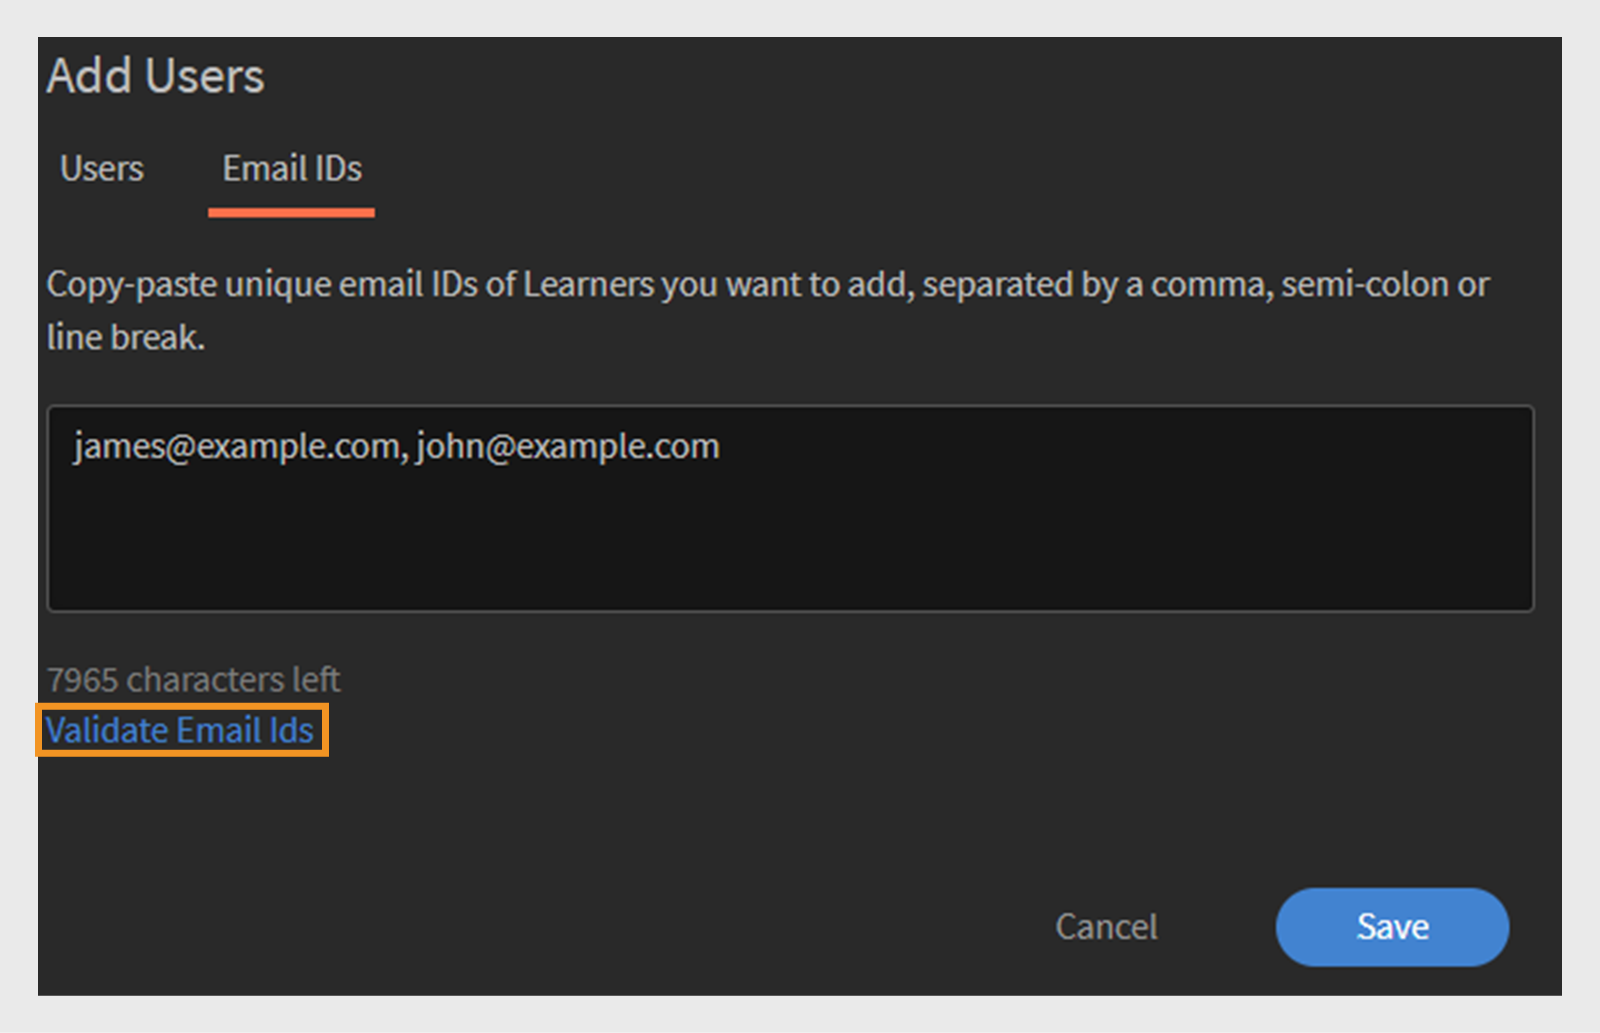 Add Users
Users Email IDs
Copy-paste unique email IDs of Learners you want to add, separated by a comma, semi-colon or
line break.
james@example.com, john@example.com
7965 characters left
Validate Email Ids
Cancel Save